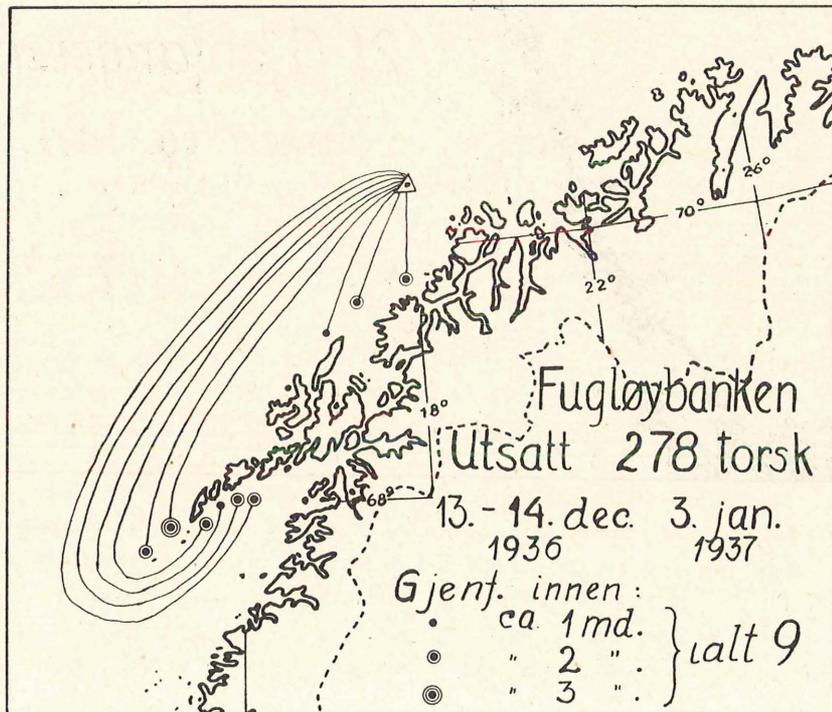 26°
70°
22°
Fugløybanken
18°
Utsatt 278 torsk
68°
13. - 14. dec. 3. jan.
1936 1937
Gjenf. innen :
ca 1 md.
" 2 " .
" 3 " .
ialt 9